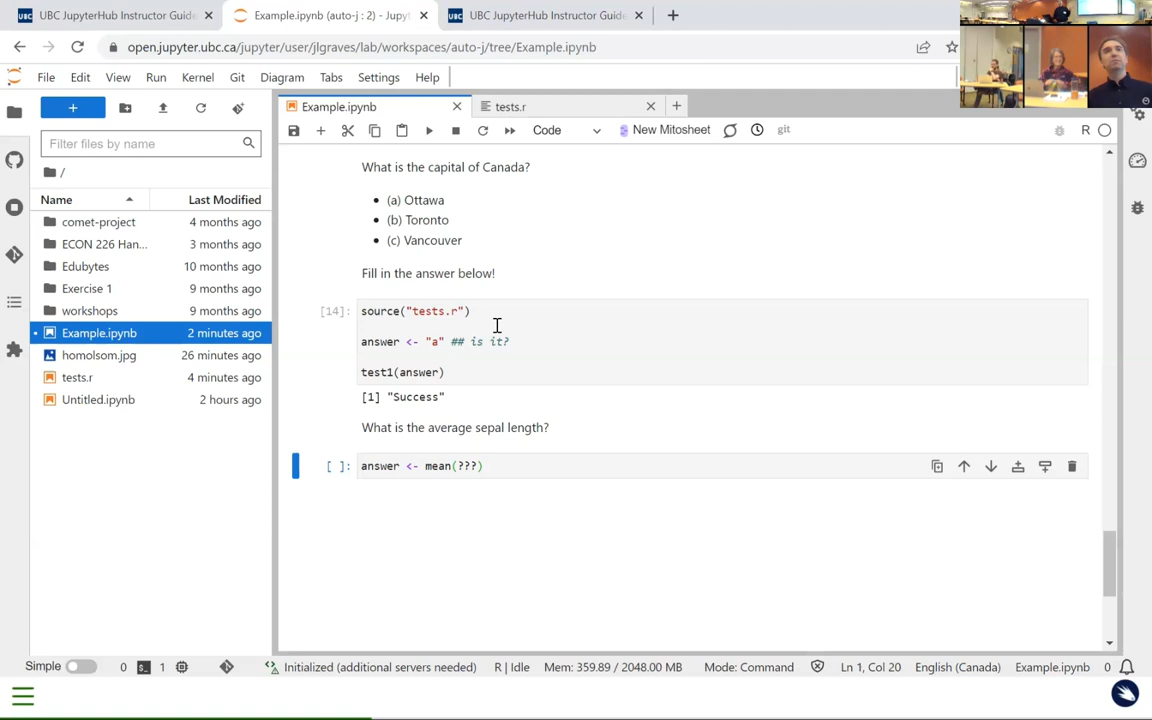 UBC JupyterHub Instructor Guide
Example.ipynb (auto-j : 2) - Jupyt
UBC JupyterHub Instructor Guide
open.jupyter.ubc.ca/jupyter/user/jlgraves/lab/workspaces/auto-j/tree/Example.ipynb
File Edit View Run Kernel Git Diagram Tabs Settings Help
Example.ipynb
tests.r
Code
New Mitosheet
git
R
Filter files by name
/
Name Last Modified
comet-project 4 months ago
ECON 226 Han... 3 months ago
Edubytes 10 months ago
Exercise 1 9 months ago
workshops 9 months ago
Example.ipynb 2 minutes ago
homolsom.jpg 26 minutes ago
tests.r 4 minutes ago
Untitled.ipynb 2 hours ago
What is the capital of Canada?
(a) Ottawa
(b) Toronto
(c) Vancouver
Fill in the answer below!
[14]: source("tests.r")
answer <- "a" ## is it?
test1(answer)
[1] "Success"
What is the average sepal length?
[ ]: answer <- mean(???)
Simple 0 1 Initialized (additional servers needed) R | Idle Mem: 359.89 / 2048.00 MB Mode: Command Ln 1, Col 20 English (Canada) Example.ipynb 0